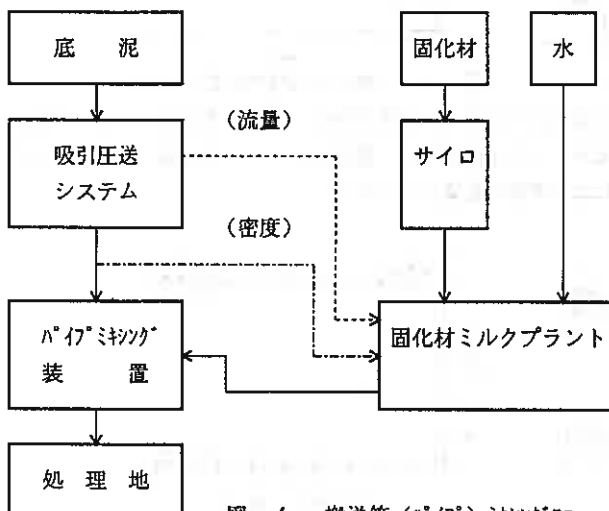 底　泥
固化材
水
(流量)
吸引圧送
システム
サイロ
(密度)
ﾊﾟｲﾌﾟﾐｷｼﾝｸﾞ
装　置
固化材ミルクプラント
処　理　地